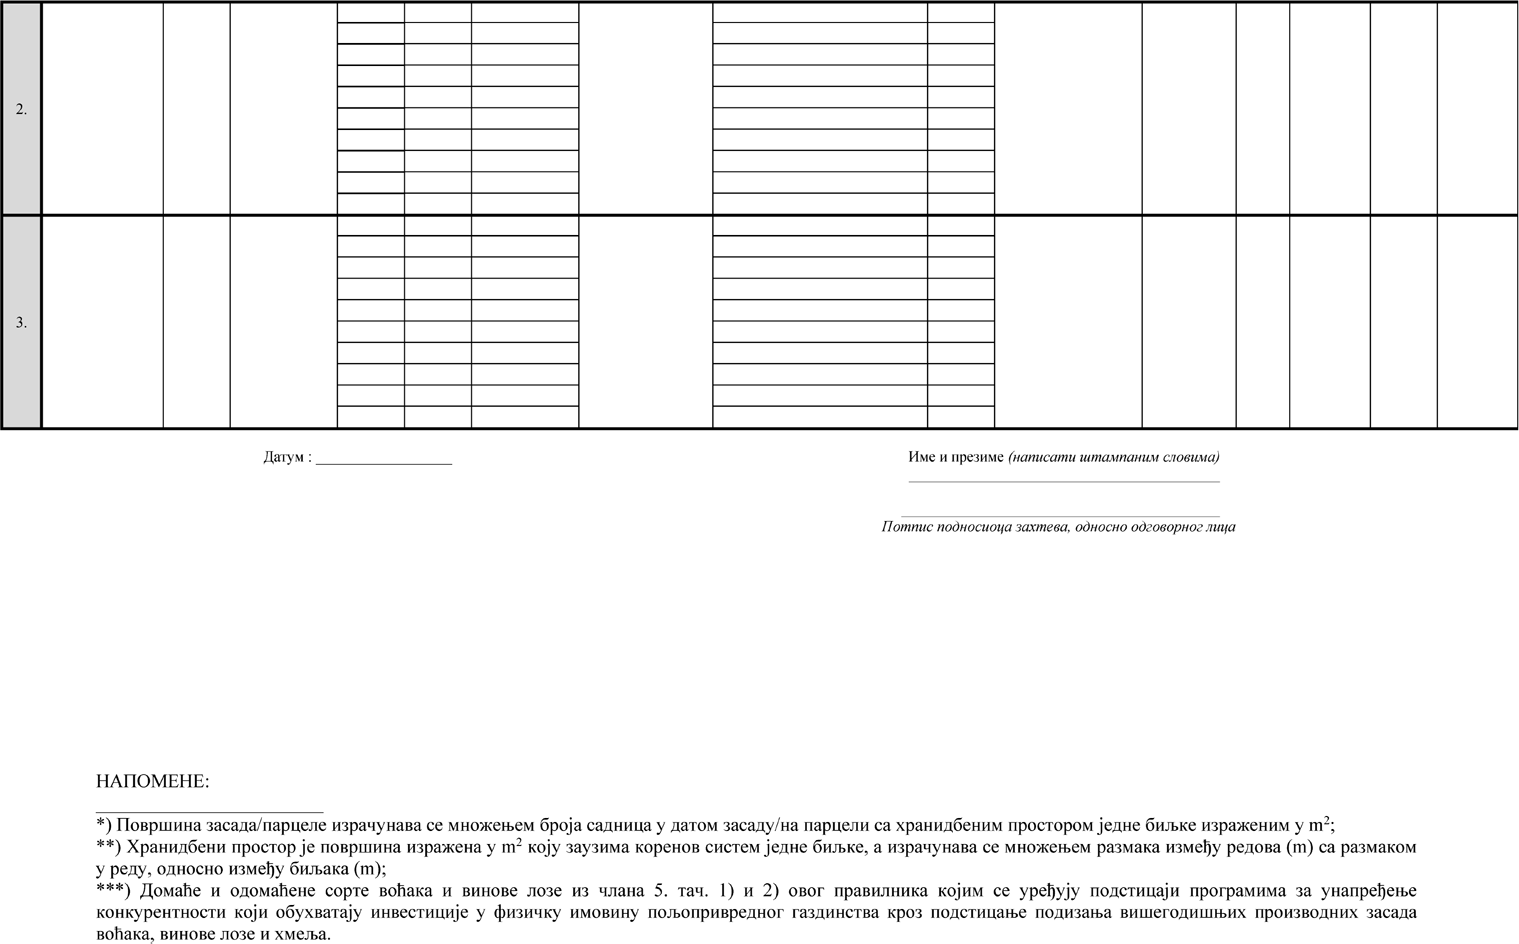 2.
3.
Датум : _________________
Име и презиме (написати штампаним словима)
Потпис подносиоца захтева, односно одговорног лица
НАПОМЕНЕ:
*) Површина засада/парцеле израчунава се множењем броја садница у датом засаду/на парцели са хранидбеним простором једне биљке израженим у m²;
**) Хранидбени простор је површина изражена у m² коју заузима коренов систем једне биљке, а израчунава се множењем размака између редова (m) са размаком
у реду, односно између биљака (m);
***) Домаће и одомаћене сорте воћака и винове лозе из члана 5. тач. 1) и 2) овог правилника којим се уређују подстицаји програмима за унапређење
конкурентности који обухватају инвестиције у физичку имовину пољопривредног газдинства кроз подстицање подизања вишегодишњих производних засада
воћака, винове лозе и хмеља.